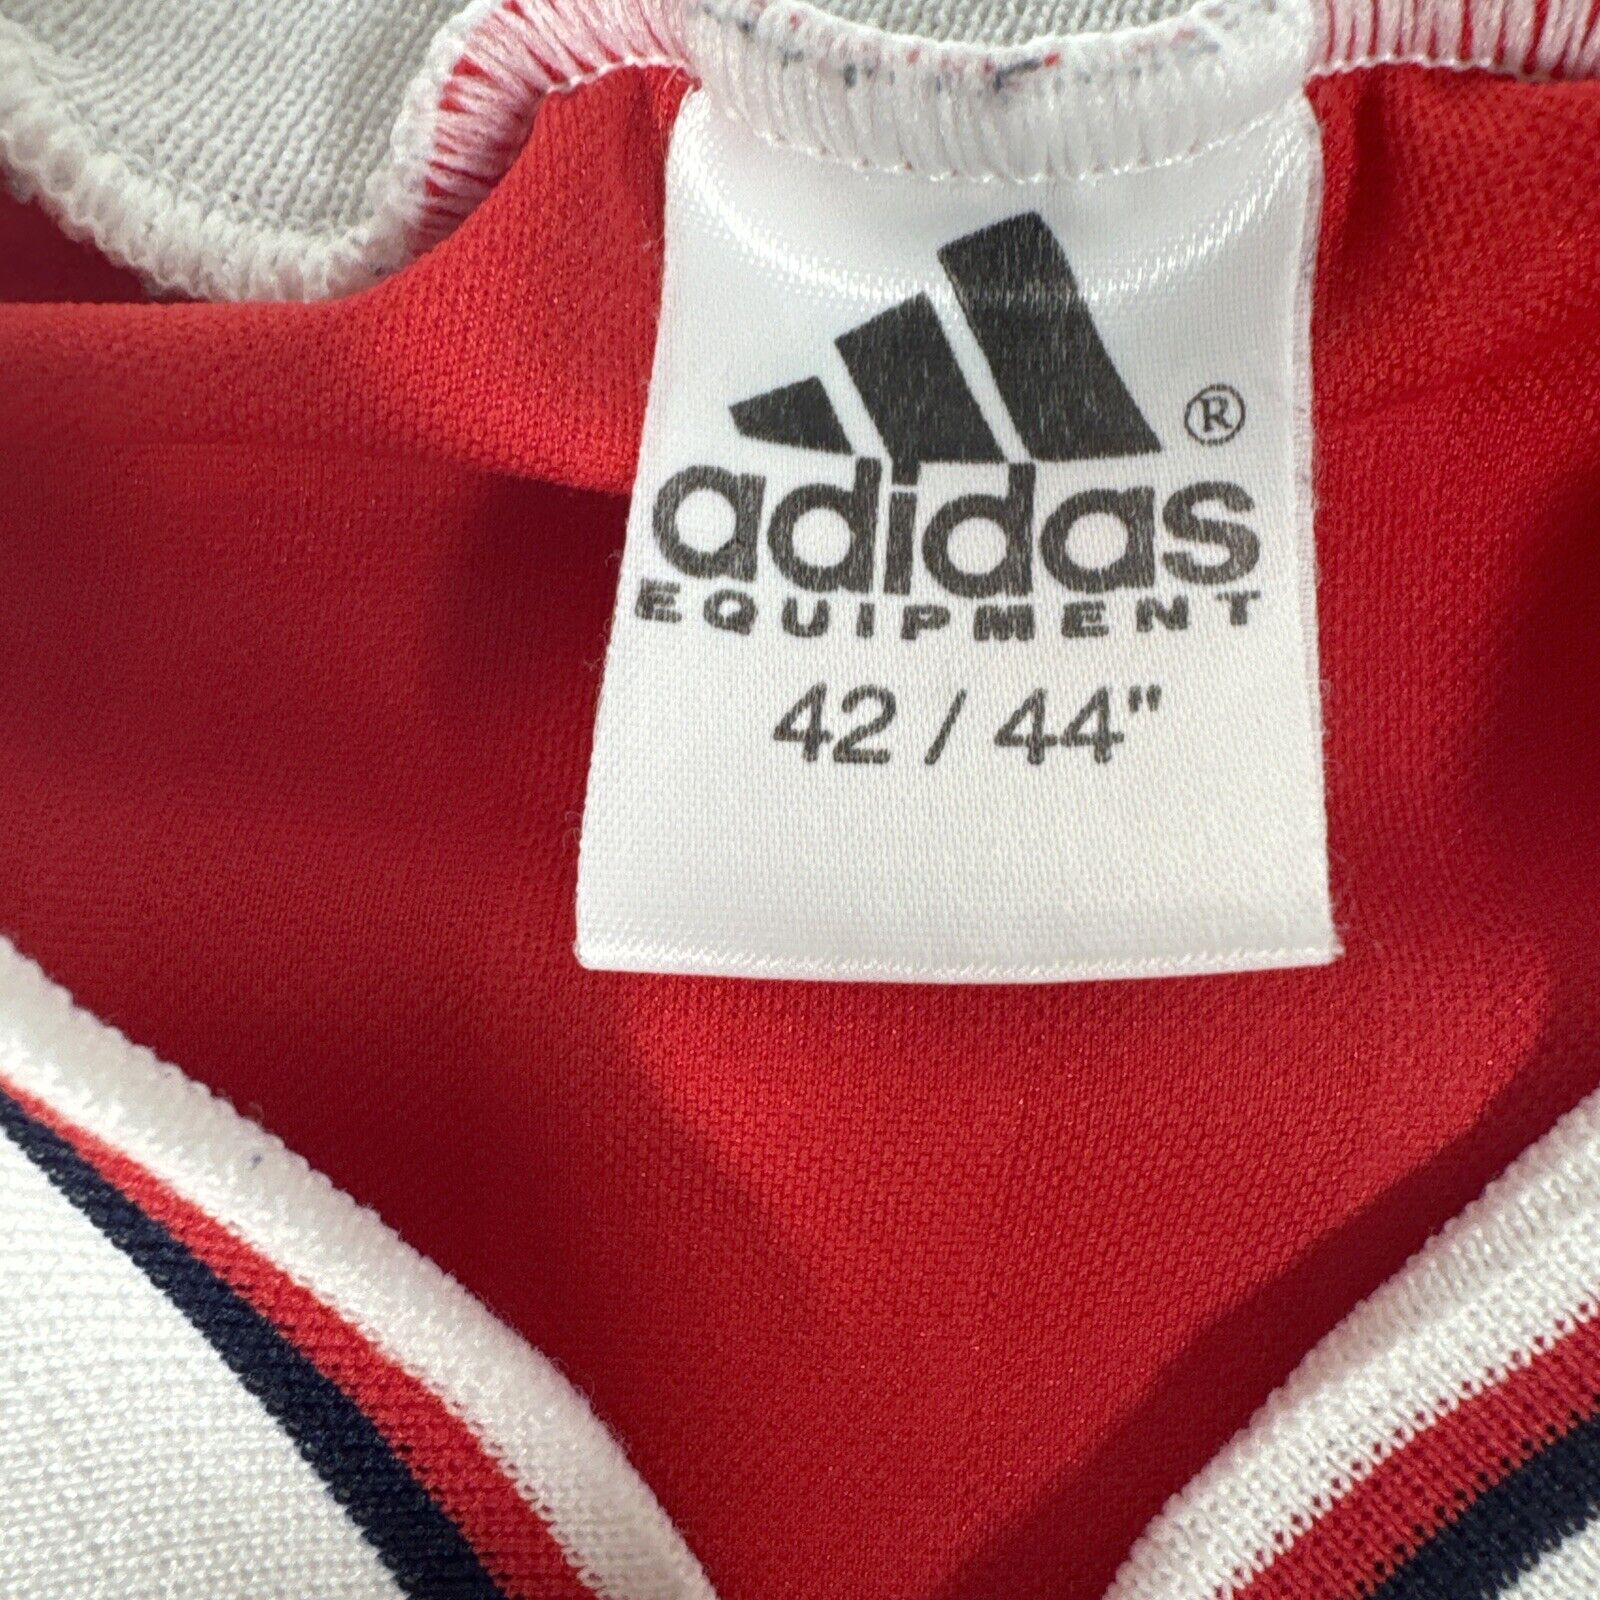 ®
adidas
EQUIPMENT
42 / 44"